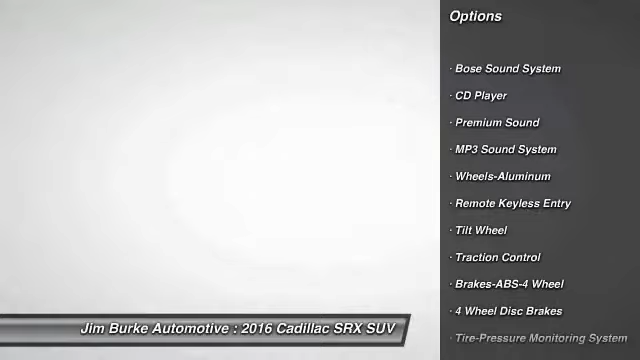 Options
· Bose Sound System
· CD Player
· Premium Sound
· MP3 Sound System
· Wheels-Aluminum
· Remote Keyless Entry
· Tilt Wheel
· Traction Control
· Brakes-ABS-4 Wheel
· 4 Wheel Disc Brakes
· Tire-Pressure Monitoring System
Jim Burke Automotive : 2016 Cadillac SRX SUV